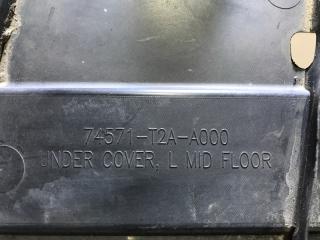 74571-T2A-A000
UNDER COVER, L MID FLOOR